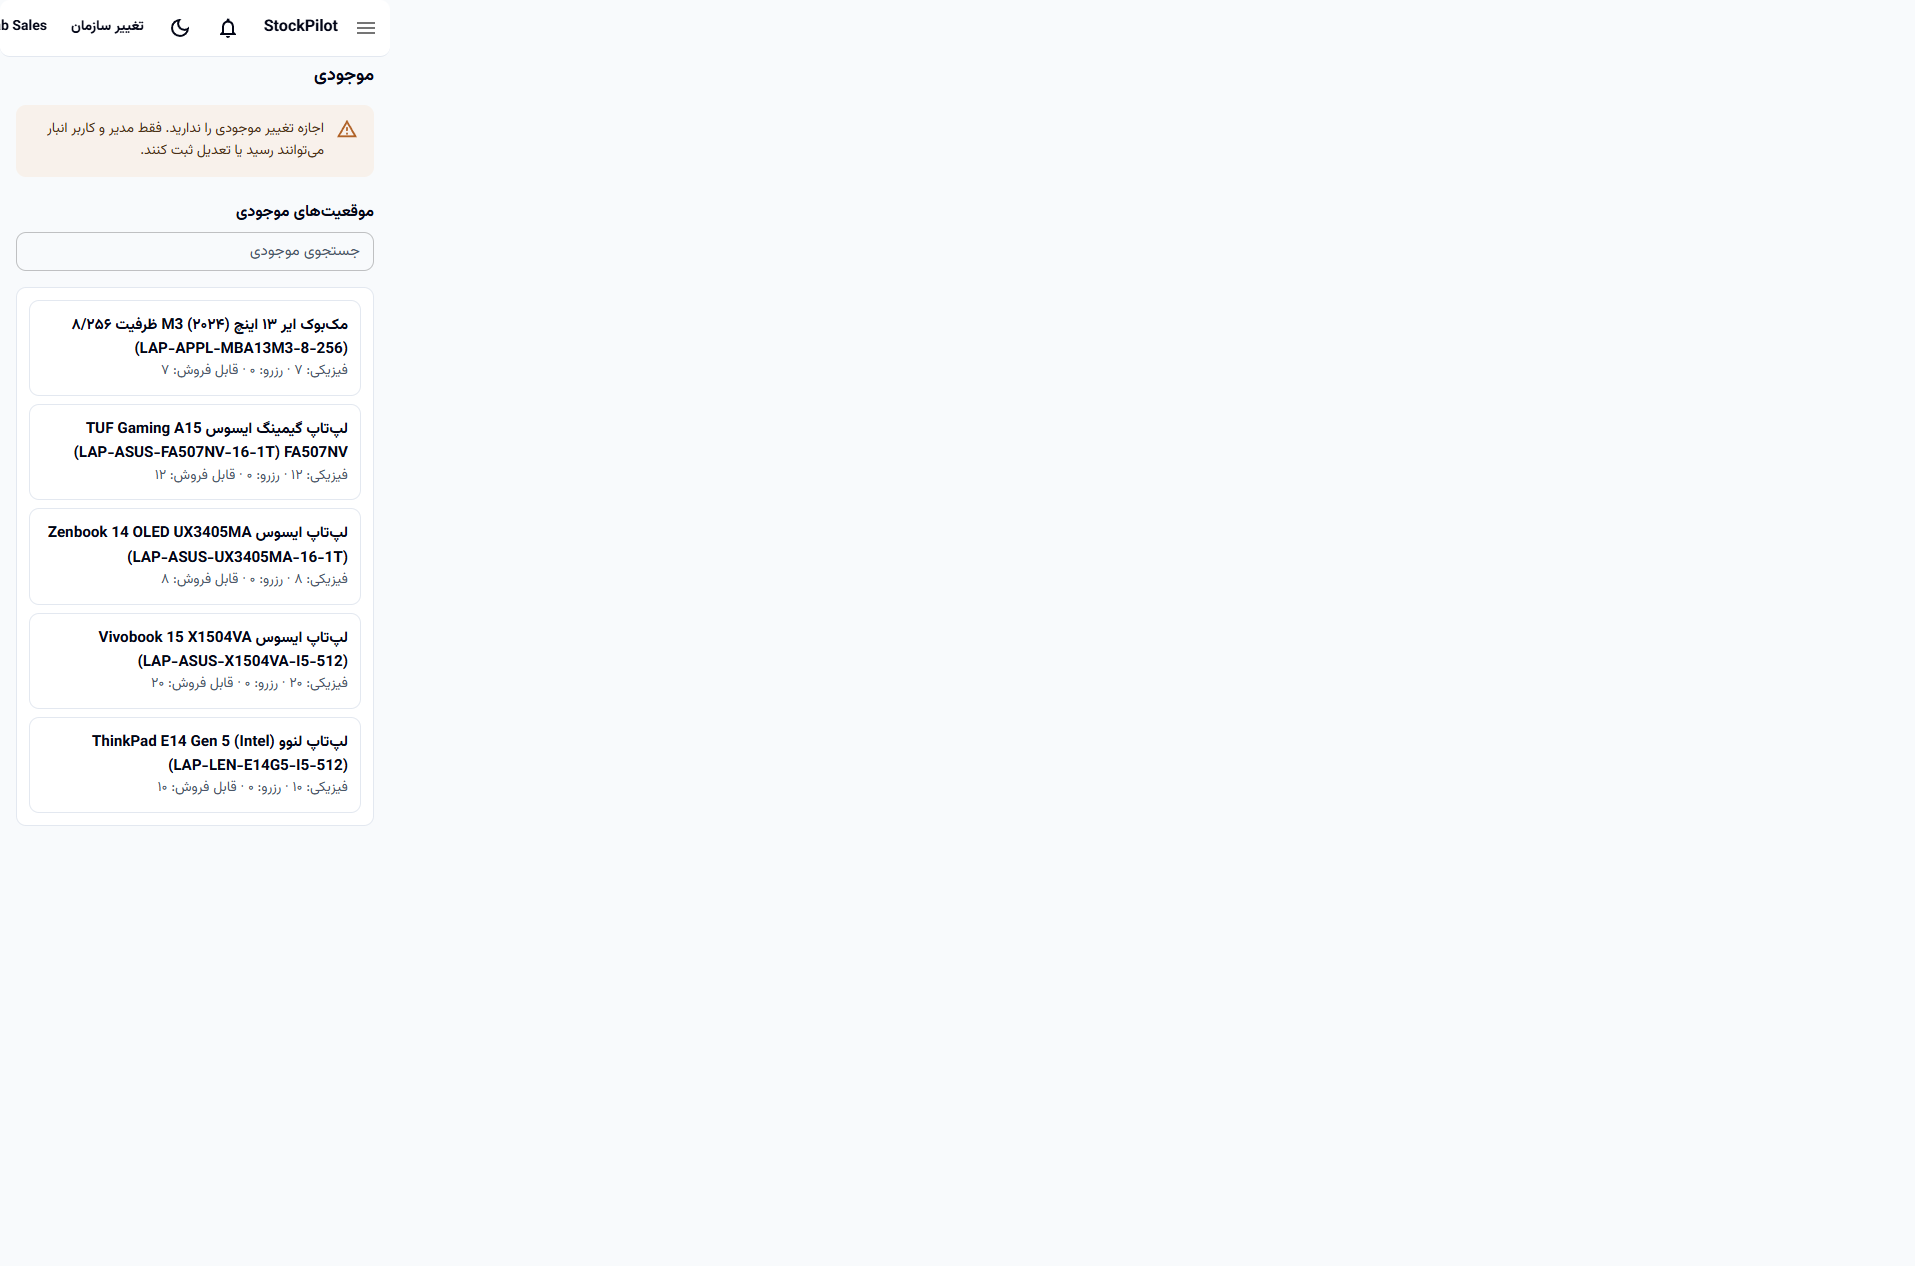 StockPilot
تغییر سازمان
b Sales
موجودی
اجازه تغییر موجودی را ندارید. فقط مدیر و کاربر انبار
می‌توانند رسید یا تعدیل ثبت کنند.
موقعیت‌های موجودی
جستجوی موجودی
مک‌بوک ایر ۱۳ اینچ M3 (۲۰۲۴) ظرفیت ۸/۲۵۶
(LAP-APPL-MBA13M3-8-256)
فیزیکی: ۷ · رزرو: ۰ · قابل فروش: ۷
لپ‌تاپ گیمینگ ایسوس TUF Gaming A15
FA507NV (LAP-ASUS-FA507NV-16-1T)
فیزیکی: ۱۲ · رزرو: ۰ · قابل فروش: ۱۲
لپ‌تاپ ایسوس Zenbook 14 OLED UX3405MA
(LAP-ASUS-UX3405MA-16-1T)
فیزیکی: ۸ · رزرو: ۰ · قابل فروش: ۸
لپ‌تاپ ایسوس Vivobook 15 X1504VA
(LAP-ASUS-X1504VA-I5-512)
فیزیکی: ۲۰ · رزرو: ۰ · قابل فروش: ۲۰
لپ‌تاپ لنوو ThinkPad E14 Gen 5 (Intel)
(LAP-LEN-E14G5-I5-512)
فیزیکی: ۱۰ · رزرو: ۰ · قابل فروش: ۱۰